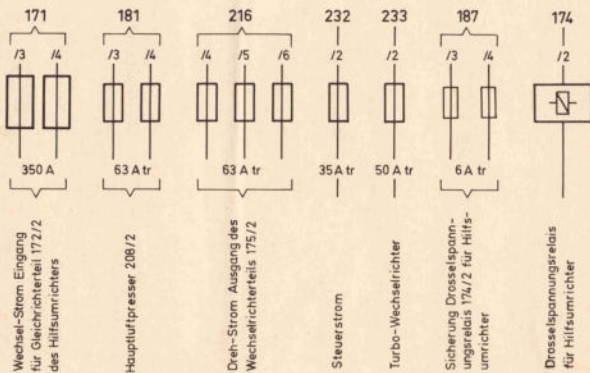 171 181 216 232 233 187 174
/3 /4 /3 /4 /4 /5 /6 /2 /2 /3 /4 /2
350 A 63 A tr 63 A tr 35 A tr 50 A tr 6 A tr
Wechsel-Strom Eingang
für Gleichrichterteil 172/2
des Hilfsumrichters
Hauptluftpresser 208/2
Dreh-Strom Ausgang des
Wechselrichterteils 175/2
Steuerstrom
Turbo-Wechselrichter
Sicherung Drosselspann-
ungsrelais 174/2 für Hilfs-
umrichter
Drosselspannungsrelais
für Hilfsumrichter